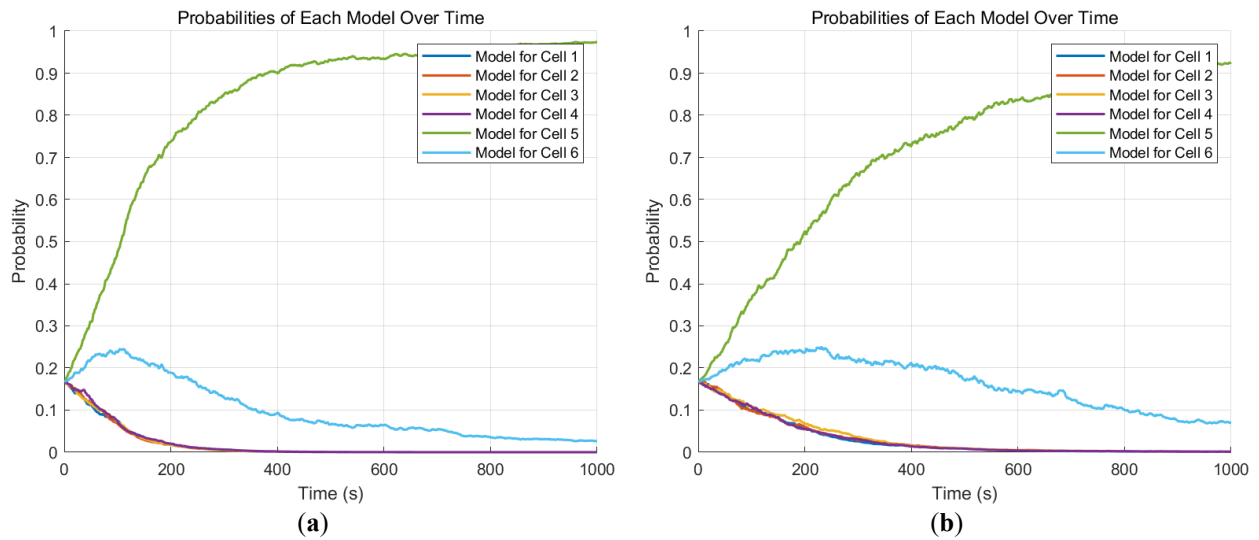 Probabilities of Each Model Over Time
1
0.9
0.8
0.7
0.6
0.5
0.4
0.3
0.2
0.1
0
Probability
Model for Cell 1
Model for Cell 2
Model for Cell 3
Model for Cell 4
Model for Cell 5
Model for Cell 6
0 200 400 600 800 1000
Time (s)
(a)
Probabilities of Each Model Over Time
1
0.9
0.8
0.7
0.6
0.5
0.4
0.3
0.2
0.1
0
Probability
Model for Cell 1
Model for Cell 2
Model for Cell 3
Model for Cell 4
Model for Cell 5
Model for Cell 6
0 200 400 600 800 1000
Time (s)
(b)